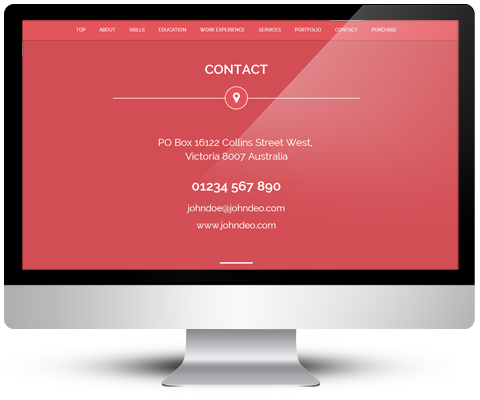 TOP ABOUT SKILLS EDUCATION WORK EXPERIENCE SERVICES PORTFOLIO CONTACT PURCHASE
CONTACT
PO Box 16122 Collins Street West,
Victoria 8007 Australia
01234 567 890
johndoe@johndeo.com
www.johndeo.com